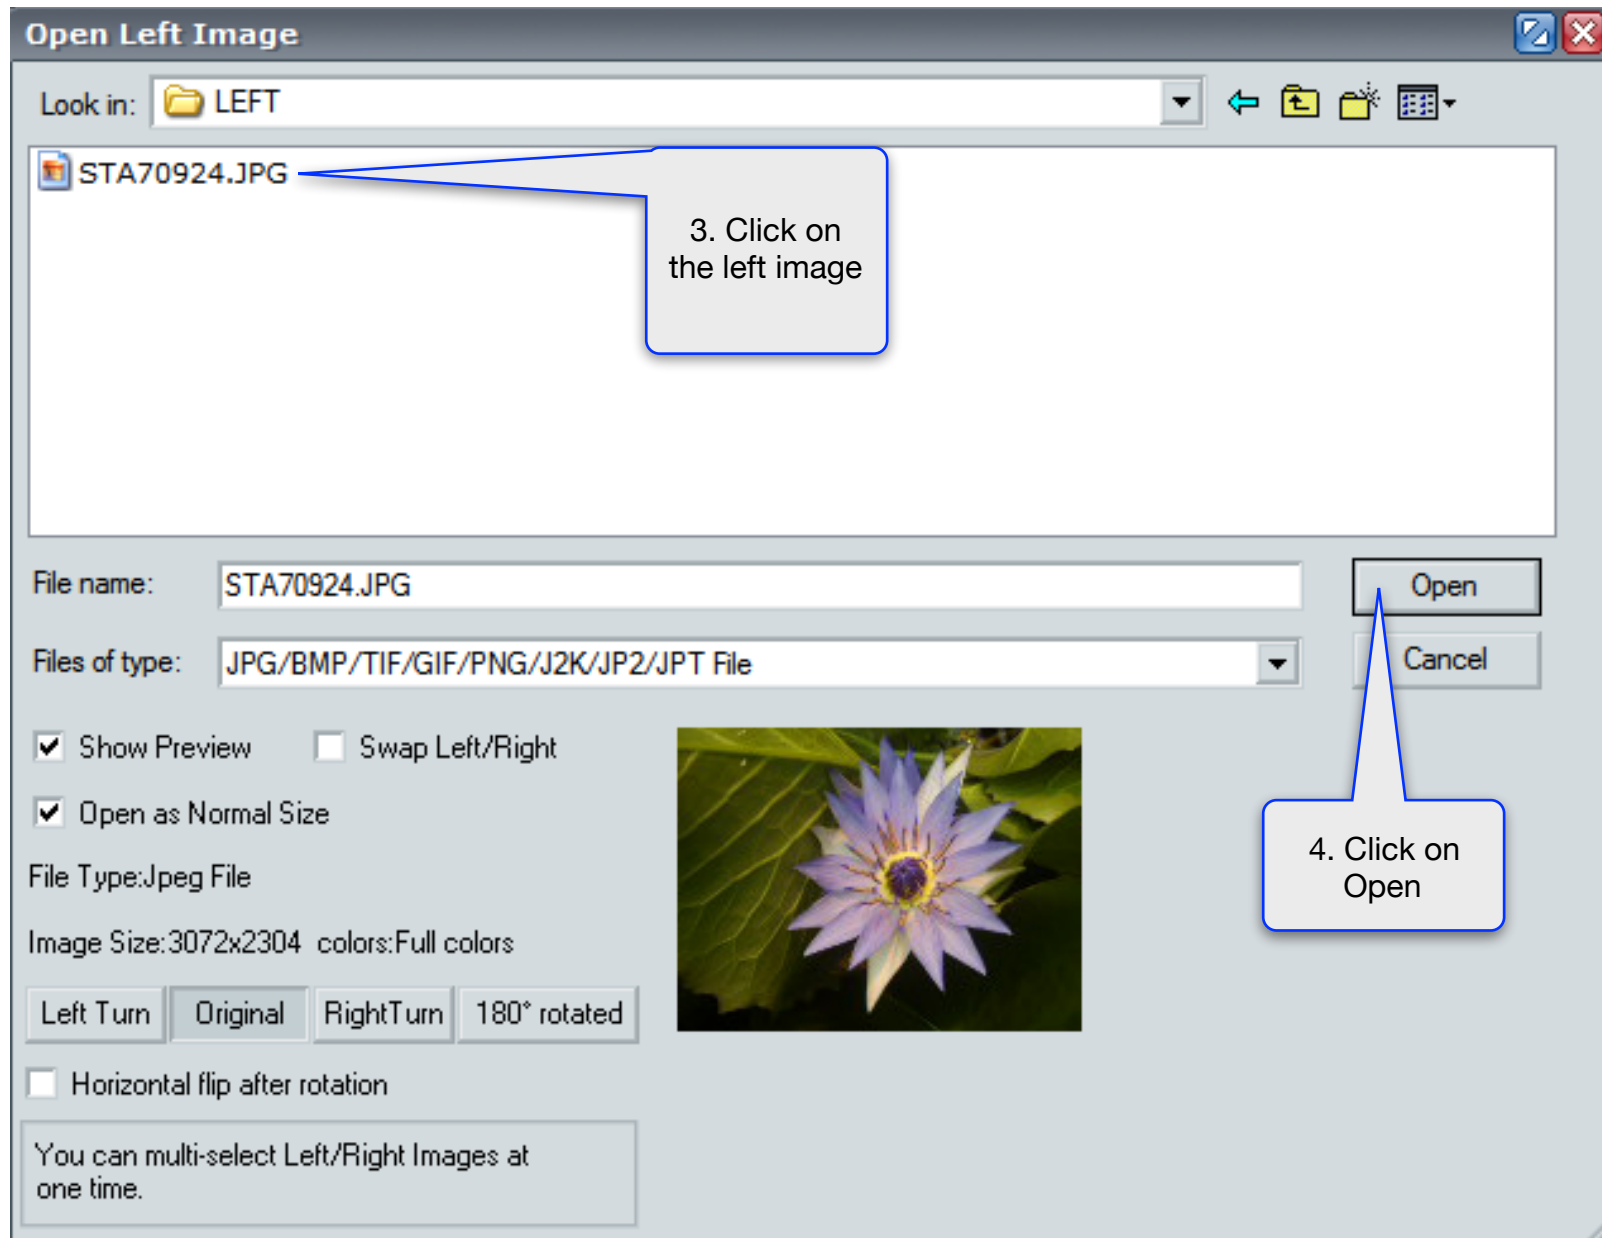 Open Left Image
Look in: LEFT
STA70924.JPG
3. Click on
the left image
File name: STA70924.JPG
Open
Files of type: JPG/BMP/TIF/GIF/PNG/J2K/JP2/JPT File
Cancel
Show Preview Swap Left/Right
Open as Normal Size
4. Click on
Open
File Type:Jpeg File
Image Size:3072x2304 colors:Full colors
Left Turn Original RightTurn 180° rotated
Horizontal flip after rotation
You can multi-select Left/Right Images at
one time.